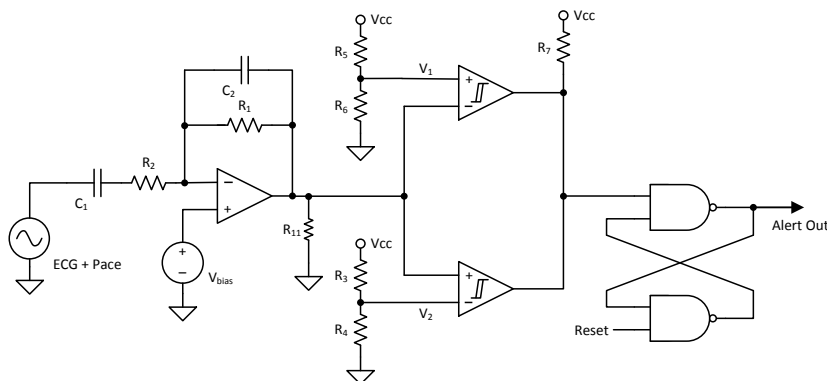 Vcc
Vcc
R5
V1
R7
C2
R6
R1
+
−
R2
−
C1
+
R11
Alert Out
ECG + Pace
+
−
Vbias
Vcc
R3
+
−
V2
R4
Reset